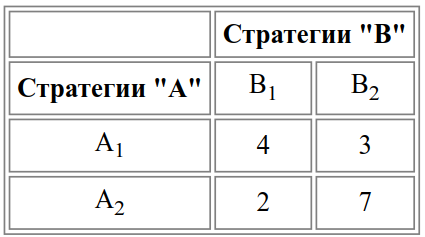 Стратегии "B"
Стратегии "A" B1 B2
A1 4 3
A2 2 7